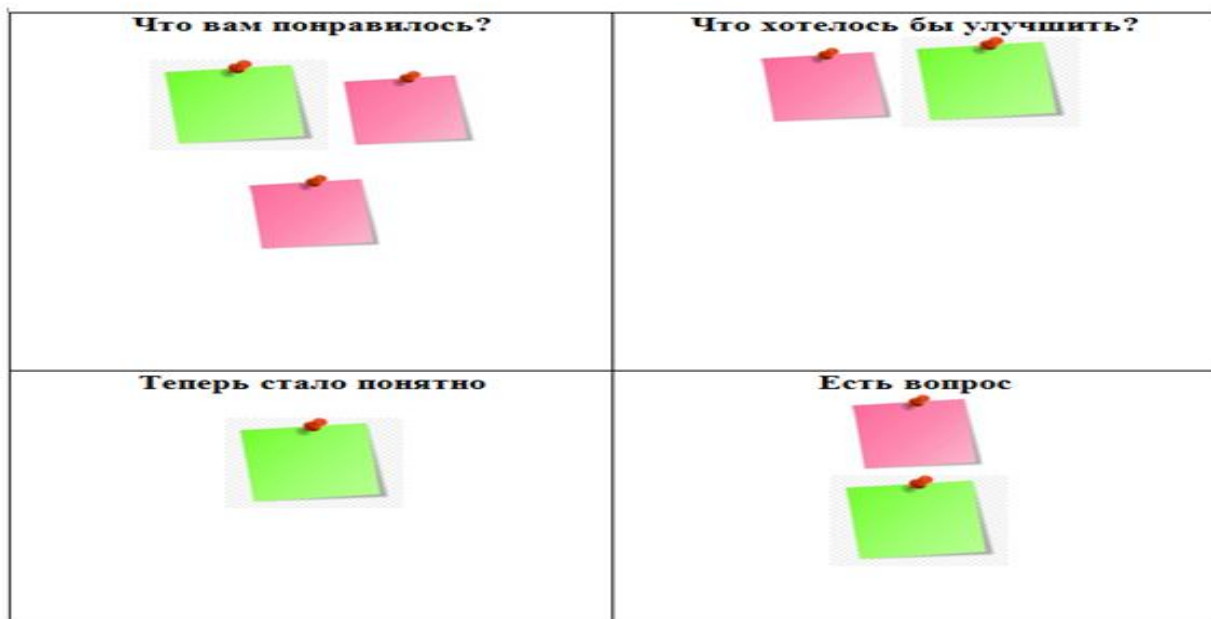 Что вам понравилось?
Что хотелось бы улучшить?
Теперь стало понятно
Есть вопрос